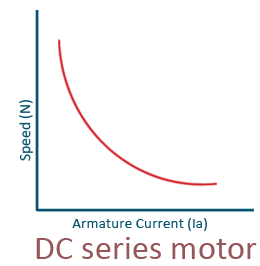 Speed (N)
Armature Current (Ia)
DC series motor